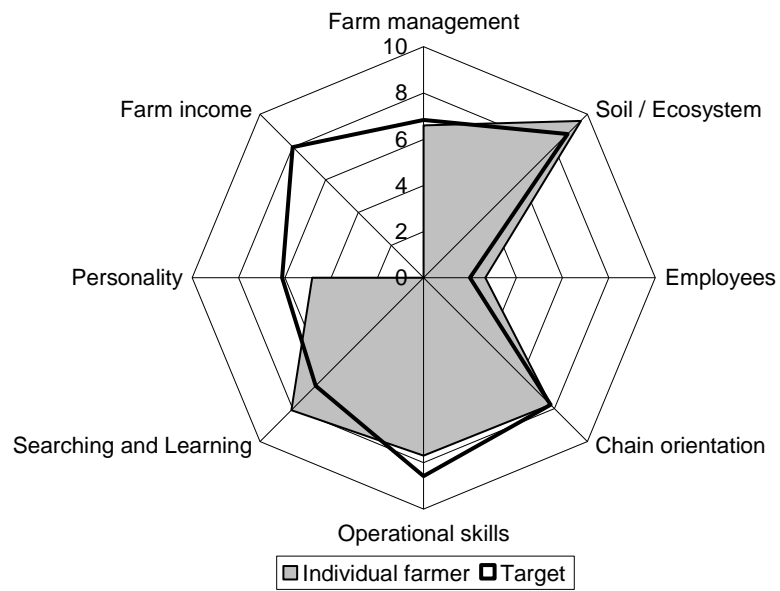 Farm management
10
Farm income
8
Soil / Ecosystem
6
4
2
Personality
0
Employees
Searching and Learning
Chain orientation
Operational skills
Individual farmer Target